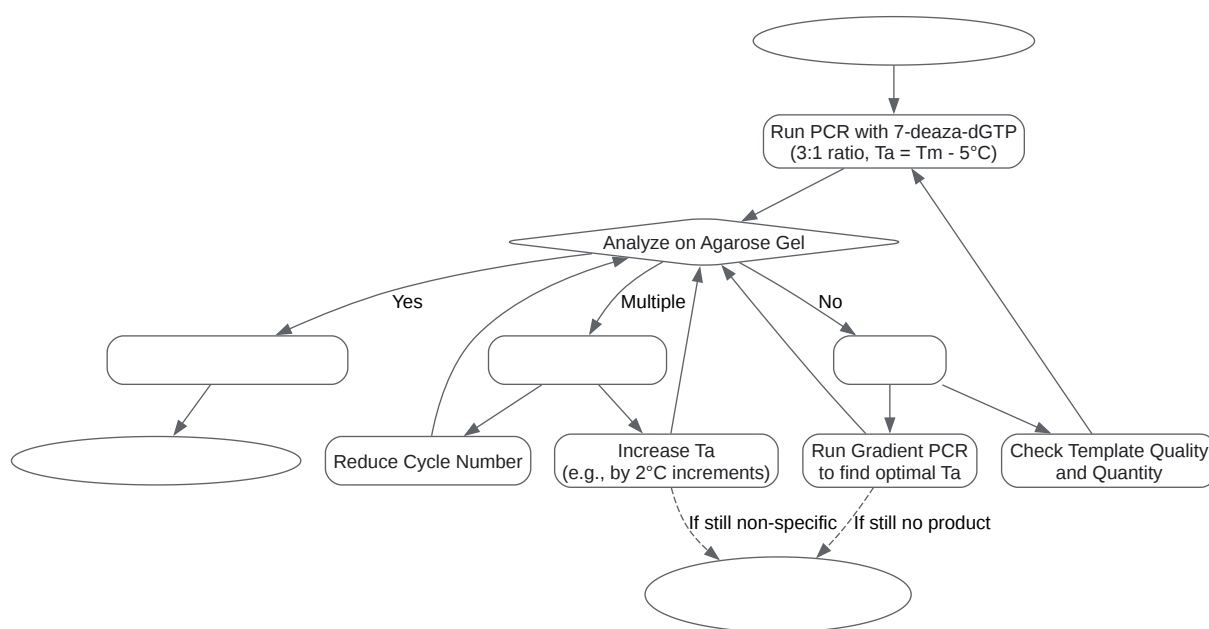 Run PCR with 7-deaza-dGTP
(3:1 ratio, Ta = Tm - 5°C)
Analyze on Agarose Gel
Yes
Multiple
No
Reduce Cycle Number
Increase Ta
(e.g., by 2°C increments)
Run Gradient PCR
to find optimal Ta
Check Template Quality
and Quantity
If still non-specific
If still no product